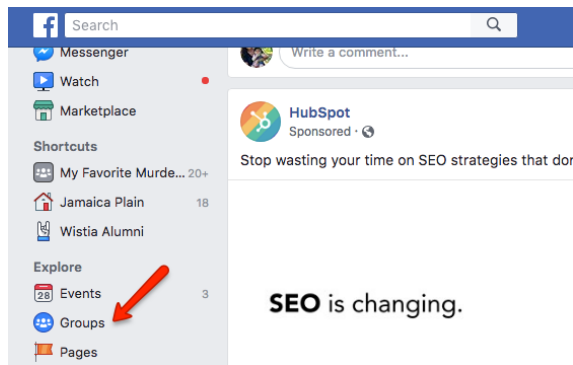 f Search
Messenger
Watch
Marketplace
Shortcuts
My Favorite Murde... 20+
Jamaica Plain 18
Wistia Alumni
Explore
28 Events 3
Groups
Pages
Write a comment...
HubSpot
Sponsored ·
Stop wasting your time on SEO strategies that don
SEO is changing.